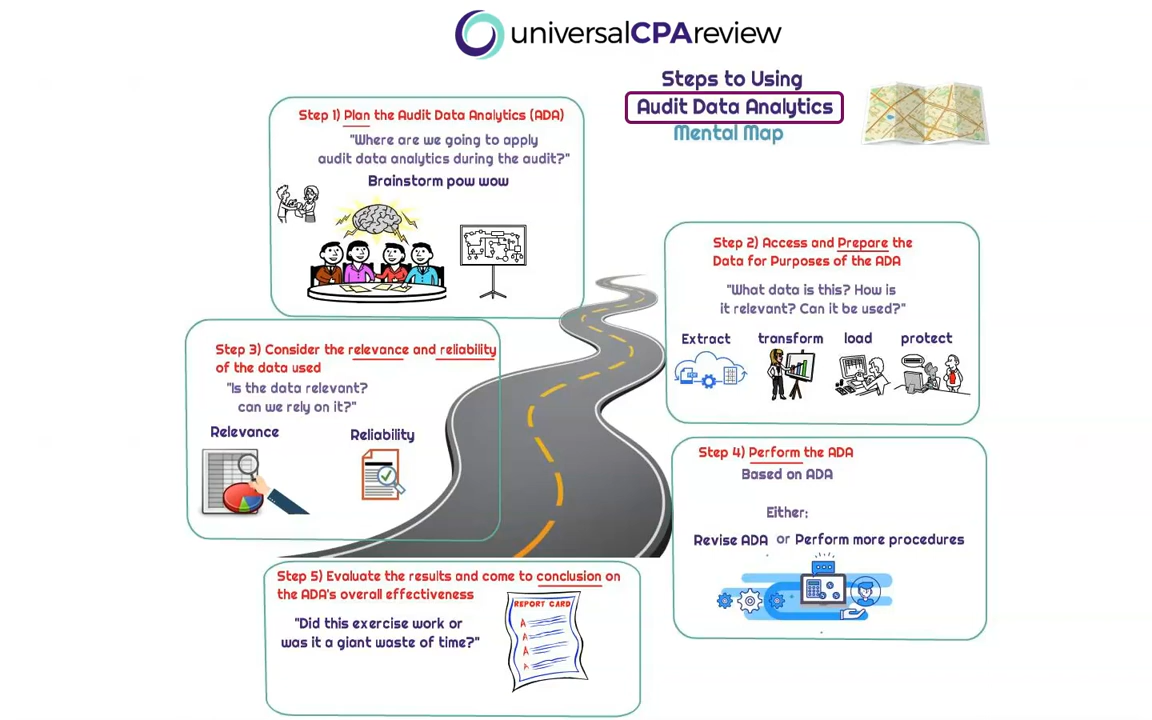 universalCPAreview
Steps to Using
Audit Data Analytics
Mental Map
Step 1) Plan the Audit Data Analytics (ADA)
"Where are we going to apply
audit data analytics during the audit?"
Brainstorm pow wow
Step 2) Access and Prepare the
Data for Purposes of the ADA
"What data is this? How is
it relevant? Can it be used?"
Extract transform load protect
Step 3) Consider the relevance and reliability
of the data used
"Is the data relevant?
can we rely on it?"
Relevance Reliability
Step 4) Perform the ADA
Based on ADA
Either:
Revise ADA or Perform more procedures
Step 5) Evaluate the results and come to conclusion on
the ADA's overall effectiveness
"Did this exercise work or
was it a giant waste of time?"
REPORT CARD
A
A
A
A